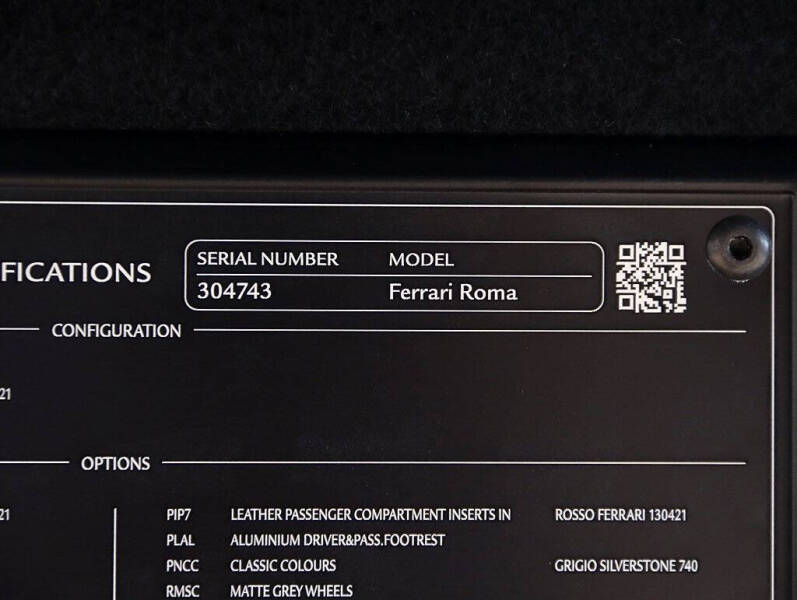 FICATIONS
SERIAL NUMBER MODEL
304743 Ferrari Roma
CONFIGURATION
21
OPTIONS
21
PIP7 LEATHER PASSENGER COMPARTMENT INSERTS IN ROSSO FERRARI 130421
PLAL ALUMINIUM DRIVER&PASS.FOOTREST
PNCC CLASSIC COLOURS GRIGIO SILVERSTONE 740
RMSC MATTE GREY WHEELS